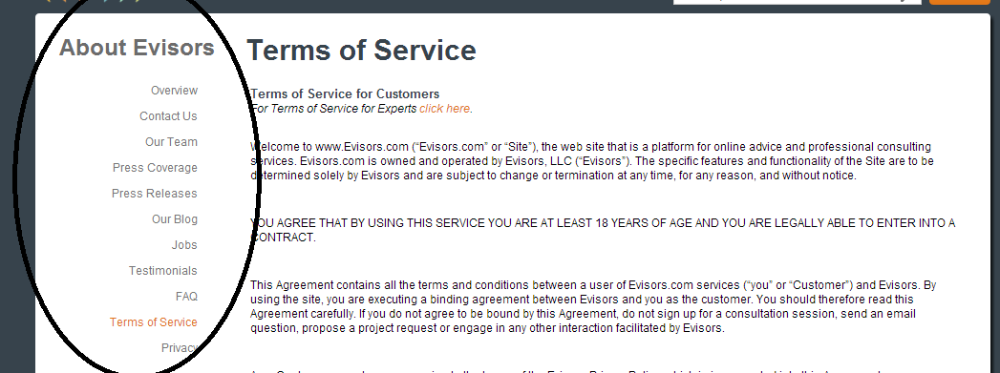 About Evisors
Overview
Contact Us
Our Team
Press Coverage
Press Releases
Our Blog
Jobs
Testimonials
FAQ
Terms of Service
Privacy
Terms of Service
Terms of Service for Customers
For Terms of Service for Experts click here.
Welcome to www.Evisors.com (“Evisors.com” or “Site”), the web site that is a platform for online advice and professional consulting
services. Evisors.com is owned and operated by Evisors, LLC (“Evisors”). The specific features and functionality of the Site are to be
determined solely by Evisors and are subject to change or termination at any time, for any reason, and without notice.
YOU AGREE THAT BY USING THIS SERVICE YOU ARE AT LEAST 18 YEARS OF AGE AND YOU ARE LEGALLY ABLE TO ENTER INTO A
CONTRACT.
This Agreement contains all the terms and conditions between a user of Evisors.com services (“you” or “Customer”) and Evisors. By
using the site, you are executing a binding agreement between Evisors and you as the customer. You should therefore read this
Agreement carefully. If you do not agree to be bound by this Agreement, do not sign up for a consultation session, send an email
question, propose a project request or engage in any other interaction facilitated by Evisors.